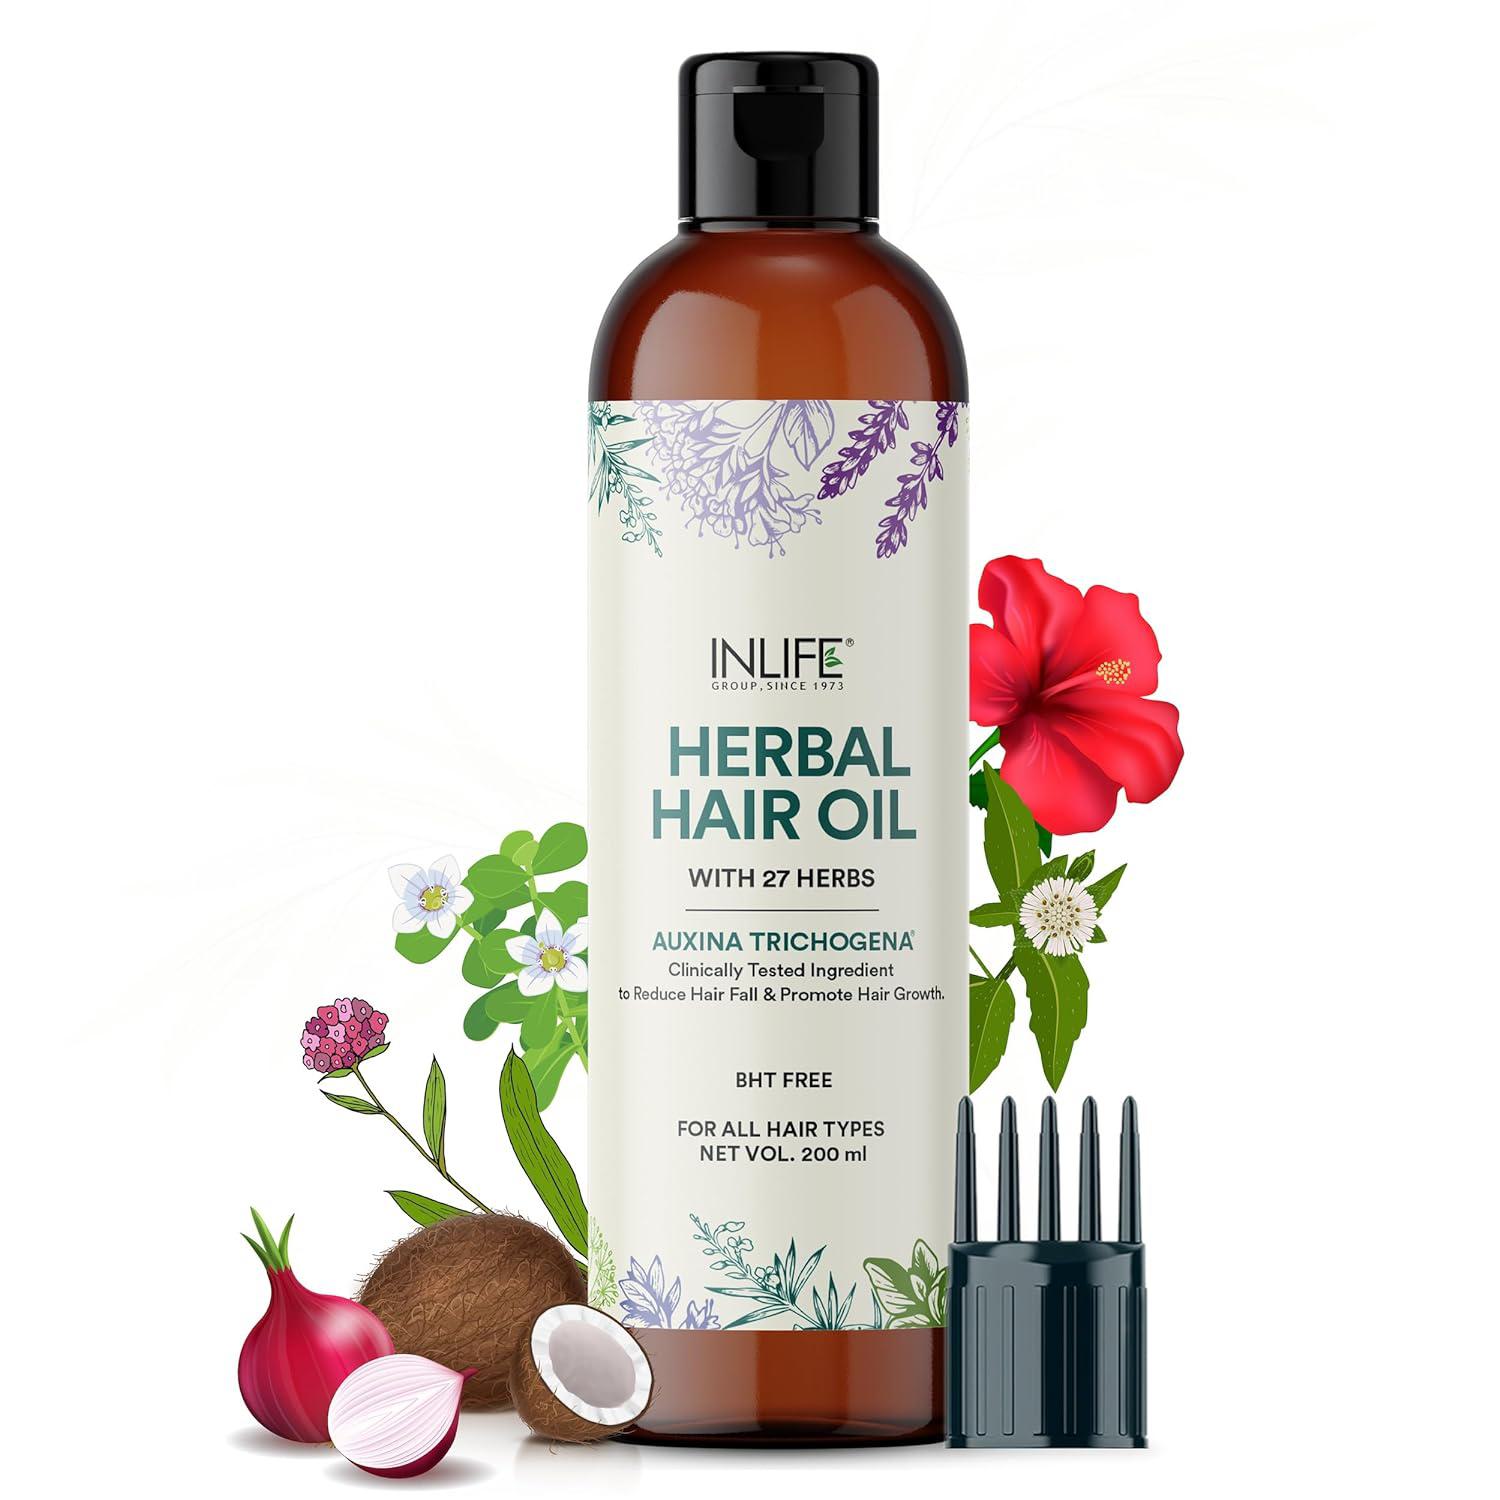 INLIFE®
GROUP, SINCE 1973
HERBAL
HAIR OIL
WITH 27 HERBS
AUXINA TRICHOGENA®
Clinically Tested Ingredient
to Reduce Hair Fall & Promote Hair Growth.
BHT FREE
FOR ALL HAIR TYPES
NET VOL. 200 ml